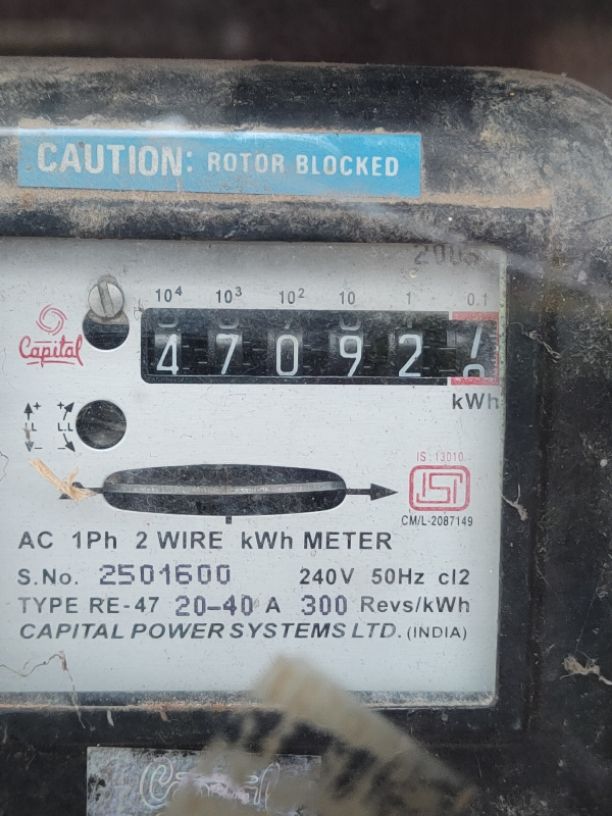 CAUTION: ROTOR BLOCKED
10⁴ 10³ 10² 10 1 0.1
Capital
4 7 0 9 2
kWh
IS: 13010
ISI
CM/L-2087149
AC 1Ph 2 WIRE kWh METER
S.No. 2501600 240V 50Hz cl2
TYPE RE-47 20-40 A 300 Revs/kWh
CAPITAL POWER SYSTEMS LTD. (INDIA)